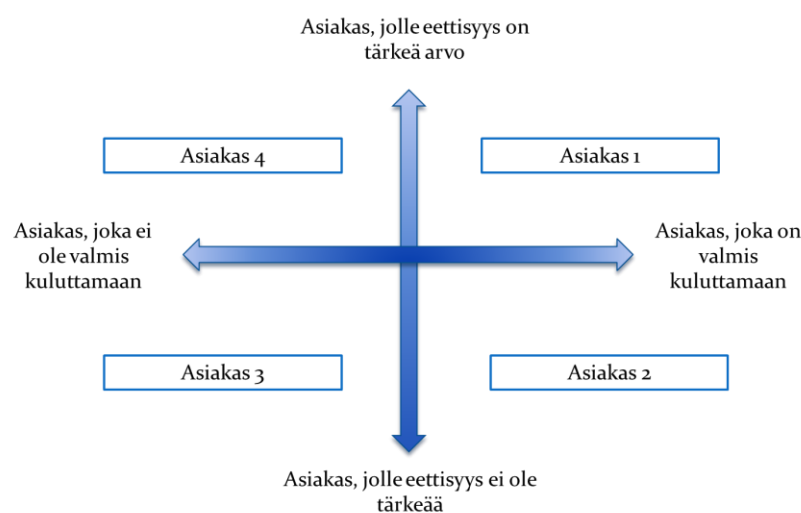 Asiakas, jolle eettisyys on
tärkeä arvo
Asiakas 4
Asiakas 1
Asiakas, joka ei
ole valmis
kuluttamaan
Asiakas, joka on
valmis
kuluttamaan
Asiakas 3
Asiakas 2
Asiakas, jolle eettisyys ei ole
tärkeää